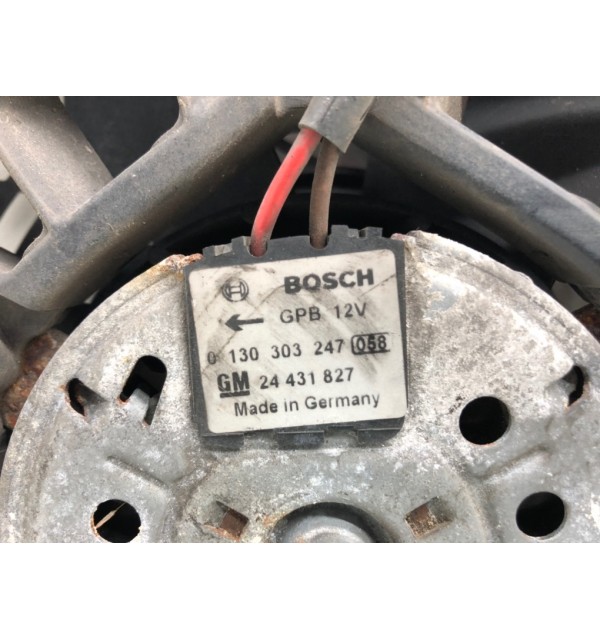 BOSCH
GPB 12V
0 130 303 247 058
GM 24 431 827
Made in Germany